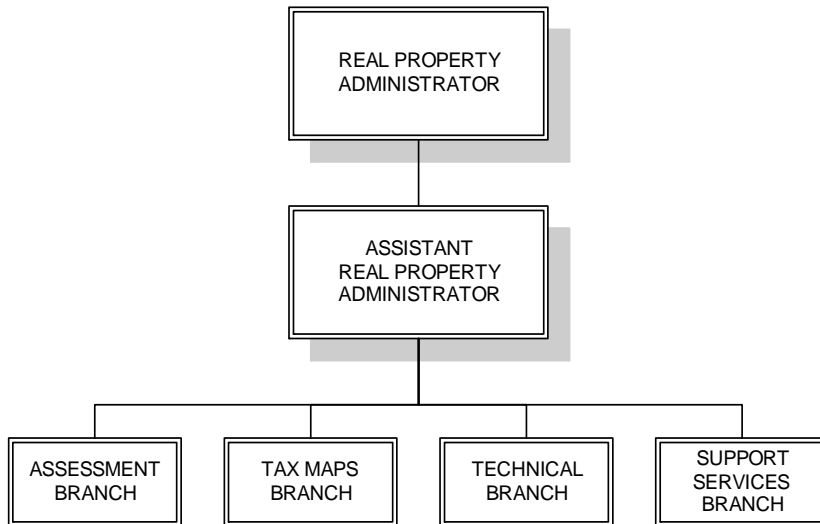 REAL PROPERTY
ADMINISTRATOR
ASSISTANT
REAL PROPERTY
ADMINISTRATOR
ASSESSMENT
BRANCH
TAX MAPS
BRANCH
TECHNICAL
BRANCH
SUPPORT
SERVICES
BRANCH